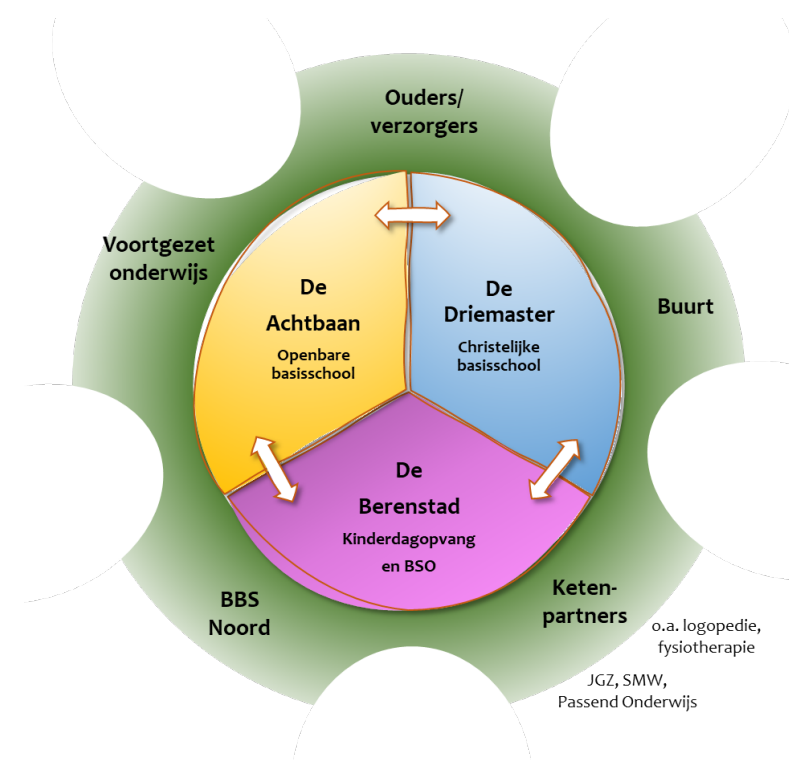 Ouders/
verzorgers
Voortgezet
onderwijs
Buurt
De
Achtbaan
Openbare
basisschool
De
Driemaster
Christelijke
basisschool
De
Berenstad
Kinderdagopvang
en BSO
BBS
Noord
Keten-
partners
o.a. logopedie,
fysiotherapie
JGZ, SMW,
Passend Onderwijs